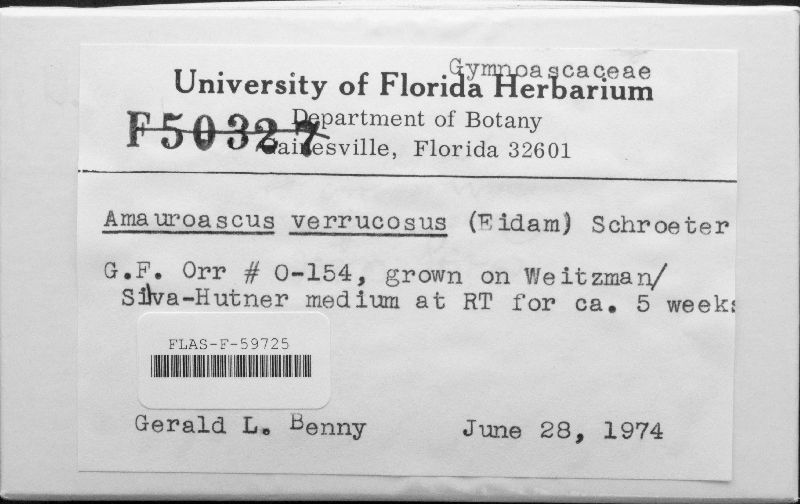 Gymnoascaceae
University of Florida Herbarium
F50327
Department of Botany
Gainesville, Florida 32601
Amauroascus verrucosus (Eidam) Schroeter
G.F. Orr # O-154, grown on Weitzman/
Silva-Hutner medium at RT for ca. 5 weeks
FLAS-F-59725
Gerald L. Benny June 28, 1974